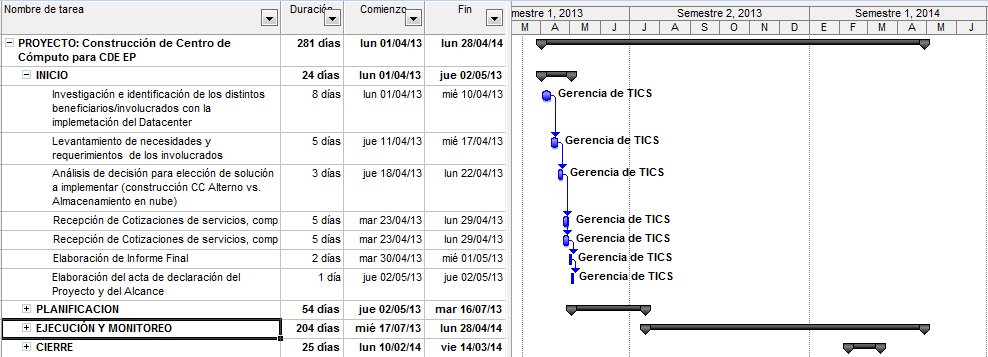 Nombre de tarea Duración Comienzo Fin mestre 1, 2013 Semestre 2, 2013 Semestre 1, 2014
M A M J J A S O N D E F M A M J
PROYECTO: Construcción de Centro de 281 días lun 01/04/13 lun 28/04/14
Cómputo para CDE EP
INICIO 24 días lun 01/04/13 jue 02/05/13
Investigación e identificación de los distintos 8 días lun 01/04/13 mié 10/04/13 Gerencia de TICS
beneficiarios/involucrados con la
implemetación del Datacenter
Levantamiento de necesidades y 5 días jue 11/04/13 mié 17/04/13 Gerencia de TICS
requerimientos de los involucrados
Análisis de decisión para elección de solución 3 días jue 18/04/13 lun 22/04/13 Gerencia de TICS
a implementar (construcción CC Alterno vs.
Almacenamiento en nube)
Recepción de Cotizaciones de servicios, comp 5 días mar 23/04/13 lun 29/04/13 Gerencia de TICS
Recepción de Cotizaciones de servicios, comp 5 días mar 23/04/13 lun 29/04/13 Gerencia de TICS
Elaboración de Informe Final 2 días mar 30/04/13 mié 01/05/13 Gerencia de TICS
Elaboración del acta de declaración del 1 día jue 02/05/13 jue 02/05/13 Gerencia de TICS
Proyecto y del Alcance
PLANIFICACION 54 días jue 02/05/13 mar 16/07/13
EJECUCIÓN Y MONITOREO 204 días mié 17/07/13 lun 28/04/14
CIERRE 25 días lun 10/02/14 vie 14/03/14